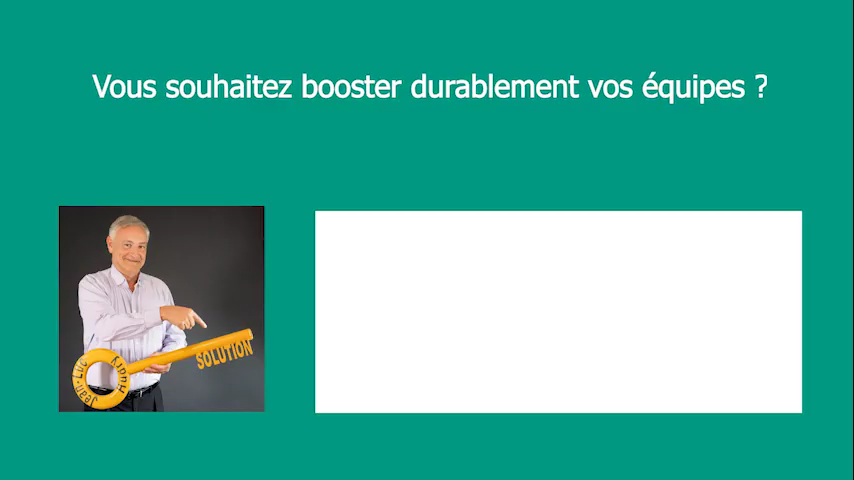 Vous souhaitez booster durablement vos équipes ?
SOLUTION
Jean-Luc
Hudry